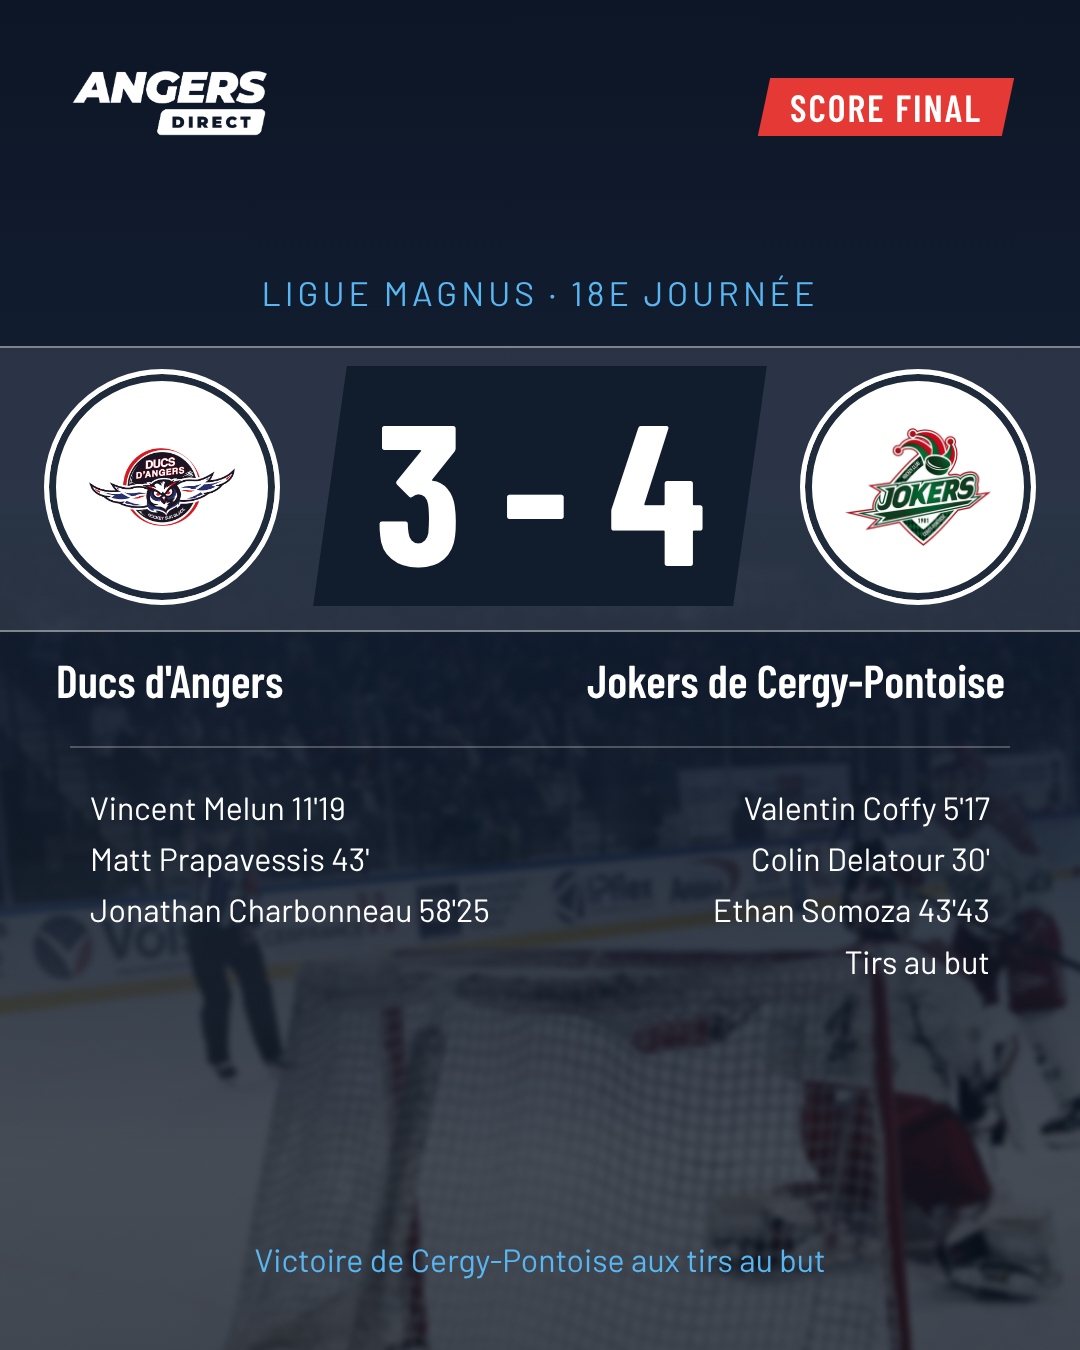 ANGERS
DIRECT
SCORE FINAL
LIGUE MAGNUS · 18E JOURNÉE
DUCS
D'ANGERS
3 - 4
JOKERS
1981
Ducs d'Angers
Jokers de Cergy-Pontoise
Vincent Melun 11'19
Matt Prapavessis 43'
Jonathan Charbonneau 58'25
Valentin Coffy 5'17
Colin Delatour 30'
Ethan Somoza 43'43
Tirs au but
Victoire de Cergy-Pontoise aux tirs au but